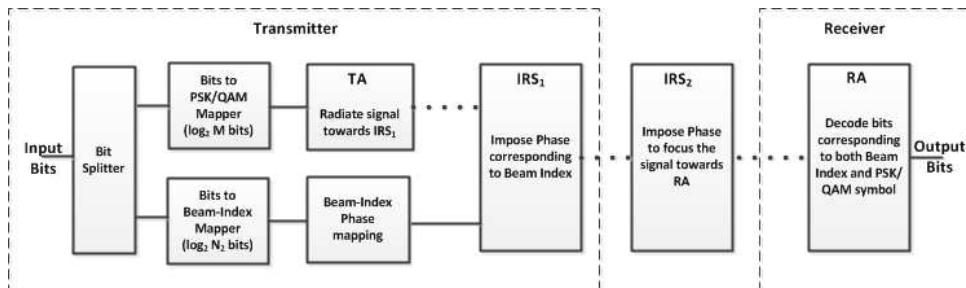 Transmitter
Receiver
Input
Bits
Bit
Splitter
Bits to
PSK/QAM
Mapper
(log₂ M bits)
TA
Radiate signal
towards IRS₁
Bits to
Beam-Index
Mapper
(log₂ N₂ bits)
Beam-Index
Phase
mapping
IRS₁
Impose Phase
corresponding
to Beam Index
IRS₂
Impose Phase
to focus the
signal towards
RA
RA
Decode bits
corresponding
to both Beam
Index and PSK/
QAM symbol
Output
Bits